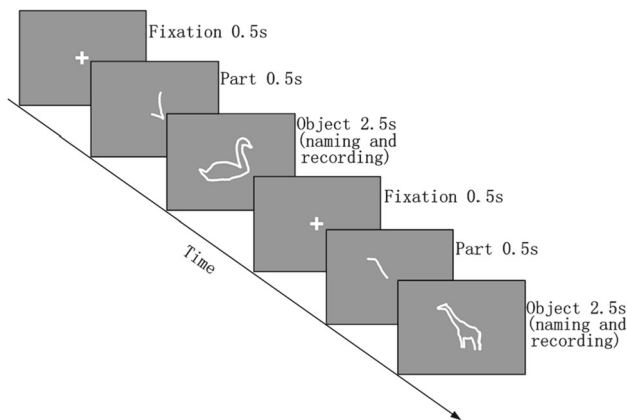 Fixation 0.5s
Part 0.5s
Object 2.5s
(naming and
recording)
Fixation 0.5s
Part 0.5s
Object 2.5s
(naming and
recording)
Time